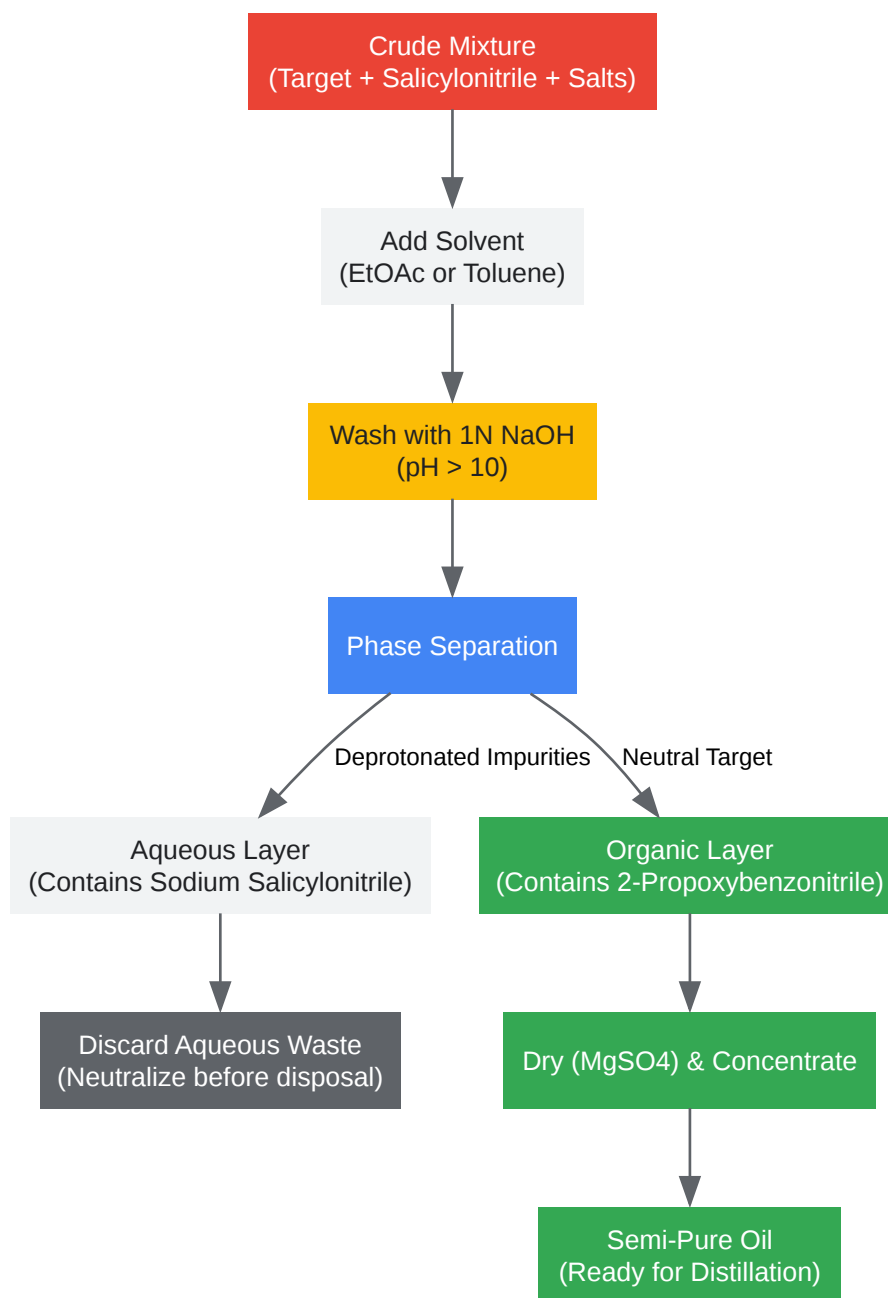 Crude Mixture
(Target + Salicylonitrile + Salts)
Add Solvent
(EtOAc or Toluene)
Wash with 1N NaOH
(pH > 10)
Phase Separation
Deprotonated Impurities
Neutral Target
Aqueous Layer
(Contains Sodium Salicylonitrile)
Organic Layer
(Contains 2-Propoxybenzonitrile)
Discard Aqueous Waste
(Neutralize before disposal)
Dry (MgSO4) & Concentrate
Semi-Pure Oil
(Ready for Distillation)